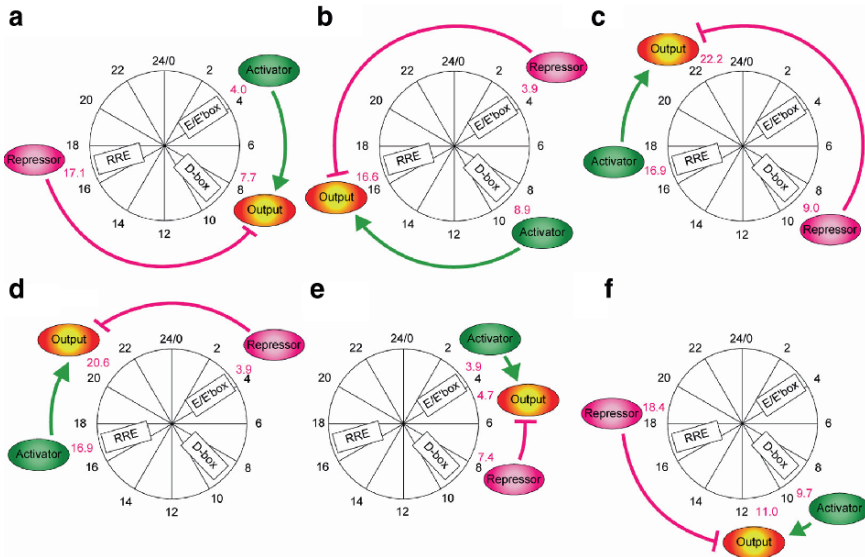 a
24/0
2
4
6
8
10
12
14
16
18
20
22
Activator
4.0
E/E'box
RRE
D-box
Repressor
17.1
7.7
Output
b
24/0
2
4
6
8
10
12
14
16
18
20
22
Repressor
3.9
E/E'box
RRE
D-box
16.6
Output
8.9
Activator
c
Output
22.2
24/0
2
4
6
8
10
12
14
16
18
20
22
E/E'box
RRE
D-box
Activator
16.9
9.0
Repressor
d
Output
20.6
24/0
2
4
6
8
10
12
14
16
18
20
22
Repressor
3.9
E/E'box
RRE
D-box
Activator
16.9
e
24/0
2
4
6
8
10
12
14
16
18
20
22
Activator
3.9
4.7
Output
E/E'box
RRE
D-box
7.4
Repressor
f
24/0
2
4
6
8
10
12
14
16
18
20
22
Repressor
18.4
E/E'box
RRE
D-box
9.7
Activator
11.0
Output